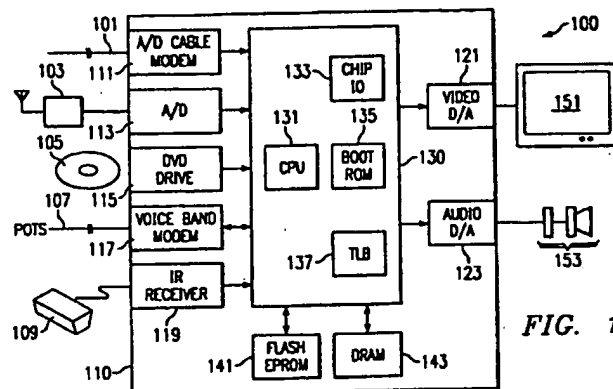 100
101
A/D CABLE
MODEM
111
103
A/D
113
105
DVD
DRIVE
115
107
POTS
VOICE BAND
MODEM
117
IR
RECEIVER
109
119
110
133
CHIP
IO
131
135
CPU
BOOT
ROM
130
137
TLB
121
VIDEO
D/A
151
AUDIO
D/A
123
153
141
FLASH
EPROM
DRAM
143
FIG. 1